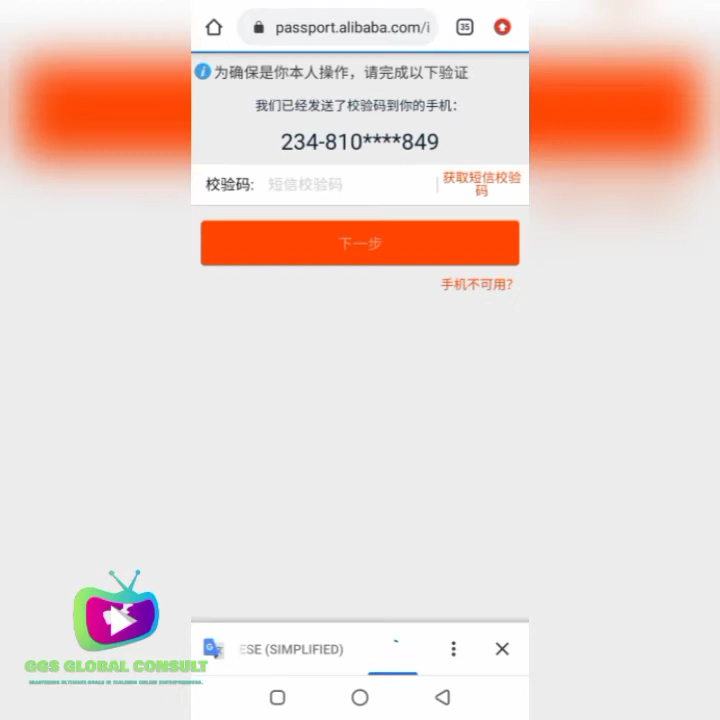 35
passport.alibaba.com/i
为确保是你本人操作，请完成以下验证
我们已经发送了校验码到你的手机：
234-810****849
校验码:
短信校验码
获取短信校验
码
下一步
手机不可用?
ESE (SIMPLIFIED)
GGS GLOBAL CONSULT